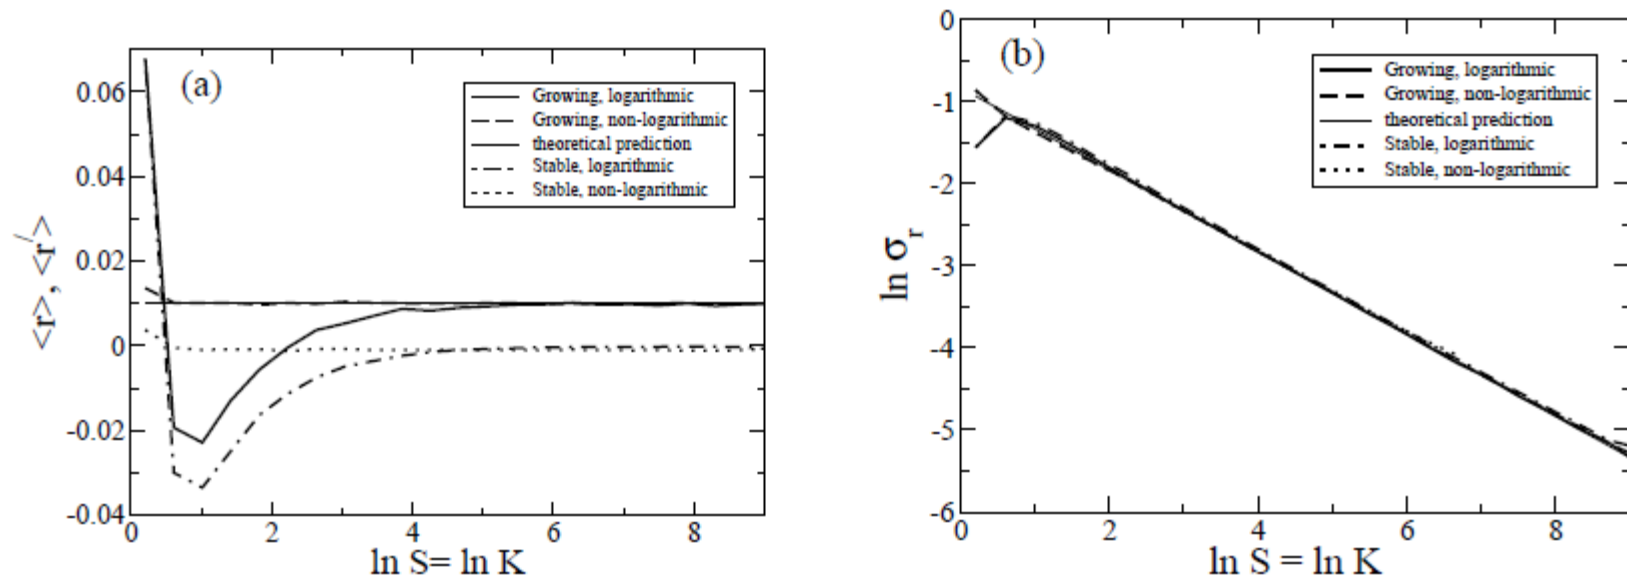 (a)
Growing, logarithmic
Growing, non-logarithmic
theoretical prediction
Stable, logarithmic
Stable, non-logarithmic
0.06
0.04
0.02
0
-0.02
-0.04
<r>, <r/>
0 2 4 6 8
ln S= ln K
(b)
Growing, logarithmic
Growing, non-logarithmic
theoretical prediction
Stable, logarithmic
Stable, non-logarithmic
0
-1
-2
-3
-4
-5
-6
ln σr
0 2 4 6 8
ln S = ln K